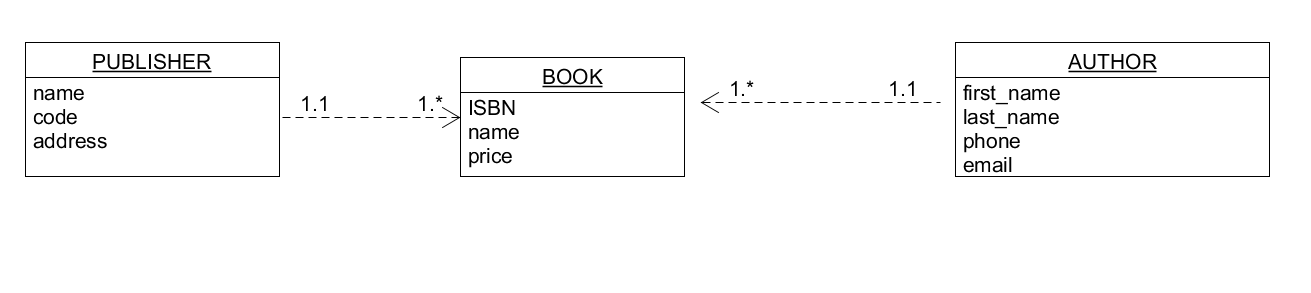 PUBLISHER
name
code
address
1.1
1.*
BOOK
ISBN
name
price
1.*
1.1
AUTHOR
first_name
last_name
phone
email